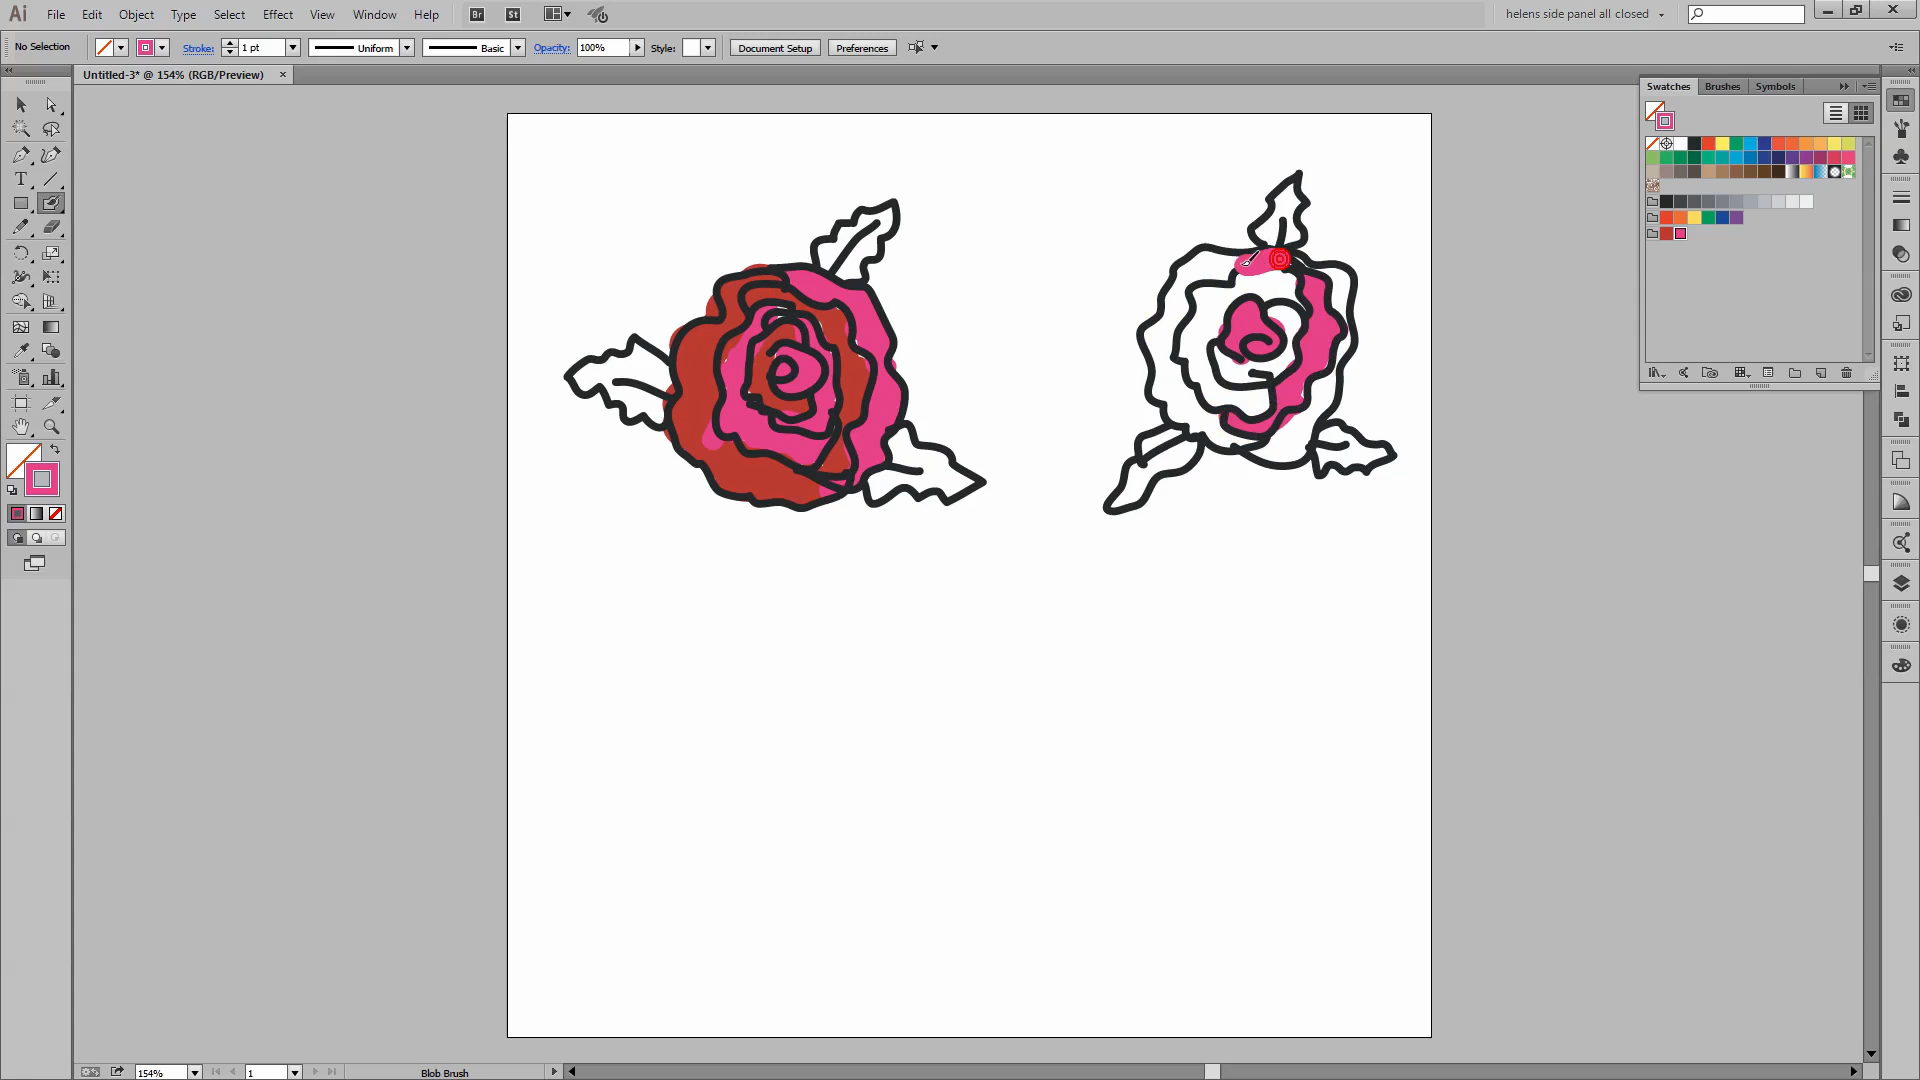 Ai File Edit Object Type Select Effect View Window Help Br St helens side panel all closed
No Selection Stroke: 1 pt Uniform Basic Opacity: 100% Style: Document Setup Preferences
Untitled-3* @ 154% (RGB/Preview)
Swatches Brushes Symbols
T
154% 1 Blob Brush